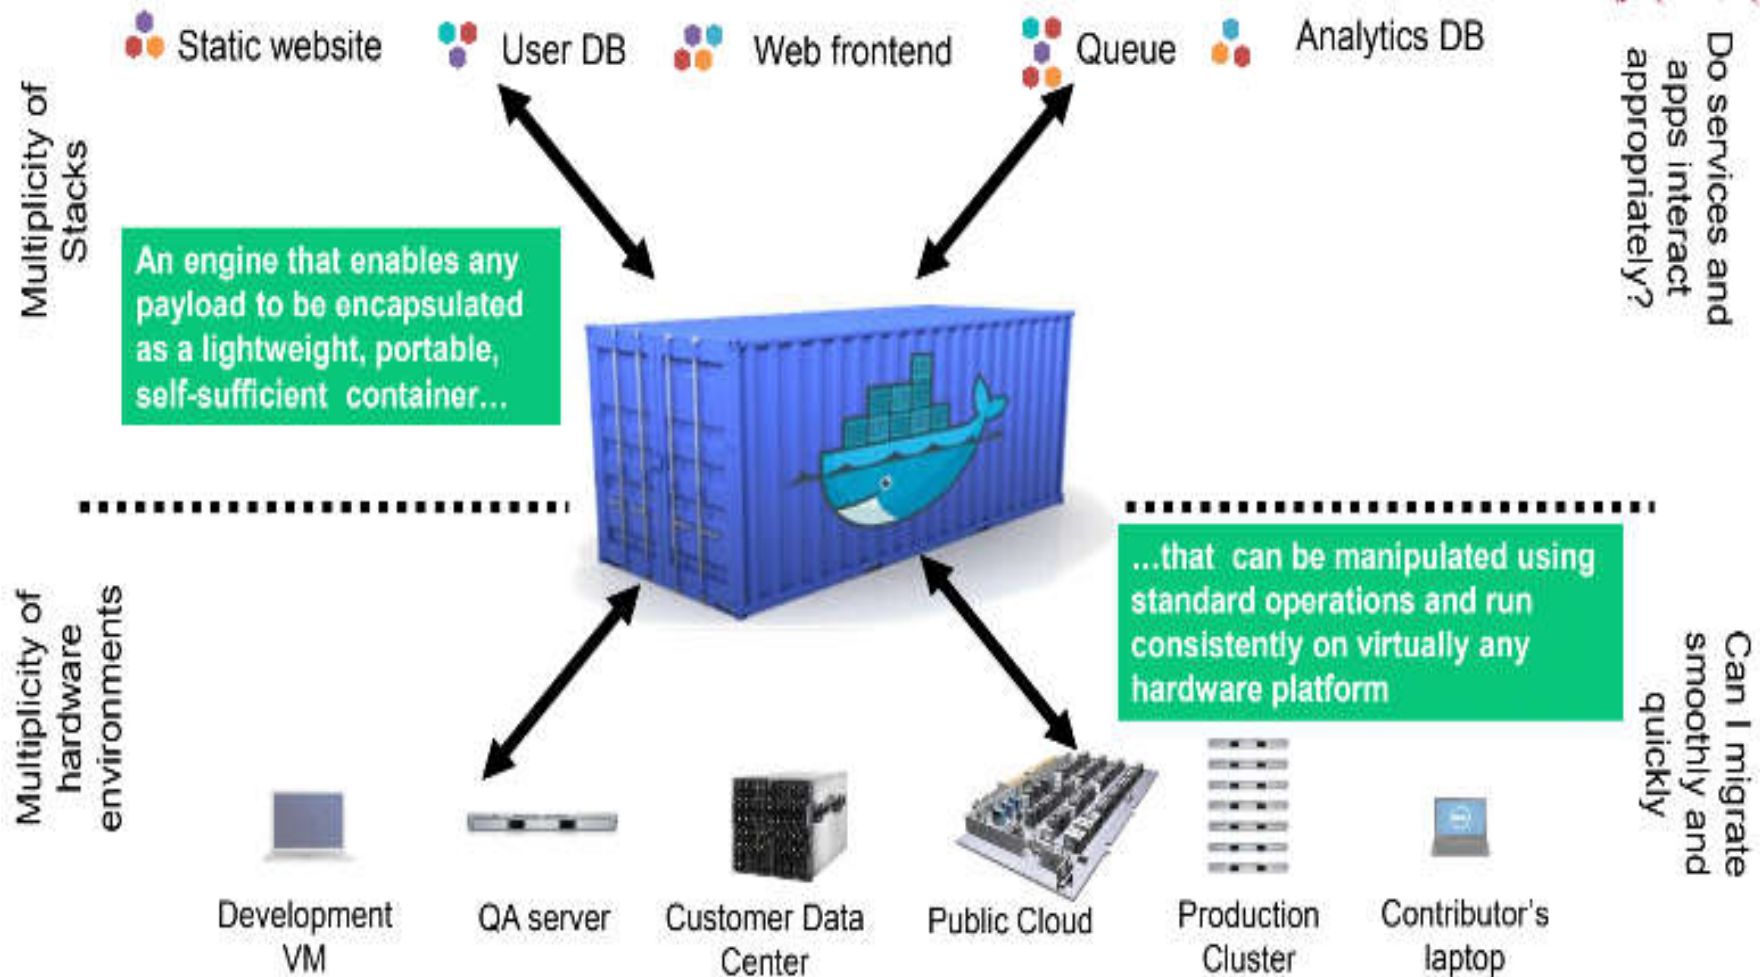 Static website
User DB
Web frontend
Queue
Analytics DB
Multiplicity of
Stacks
Do services and
apps interact
appropriately?
An engine that enables any
payload to be encapsulated
as a lightweight, portable,
self-sufficient container...
...that can be manipulated using
standard operations and run
consistently on virtually any
hardware platform
Multiplicity of
hardware
environments
Can I migrate
smoothly and
quickly
Development
VM
QA server
Customer Data
Center
Public Cloud
Production
Cluster
Contributor's
laptop